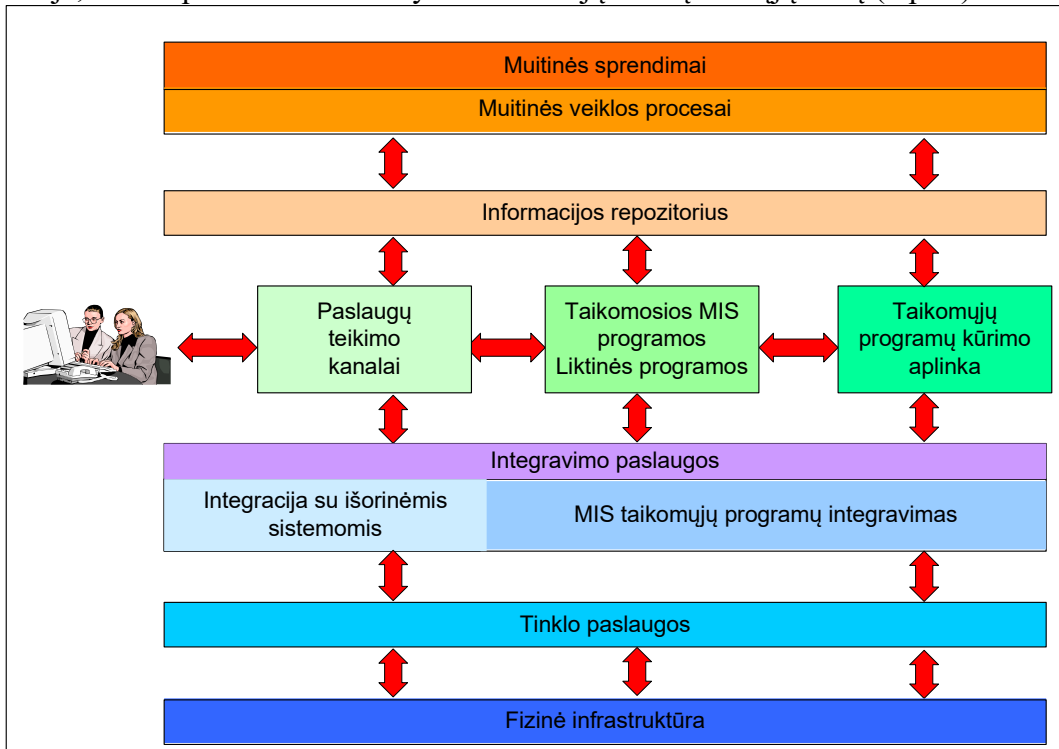 Muitinės sprendimai
Muitinės veiklos procesai
Informacijos repozitorius
Paslaugų
teikimo
kanalai
Taikomosios MIS
programos
Liktinės programos
Taikomųjų
programų kūrimo
aplinka
Integravimo paslaugos
Integracija su išorinėmis
sistemomis
MIS taikomųjų programų integravimas
Tinklo paslaugos
Fizinė infrastruktūra